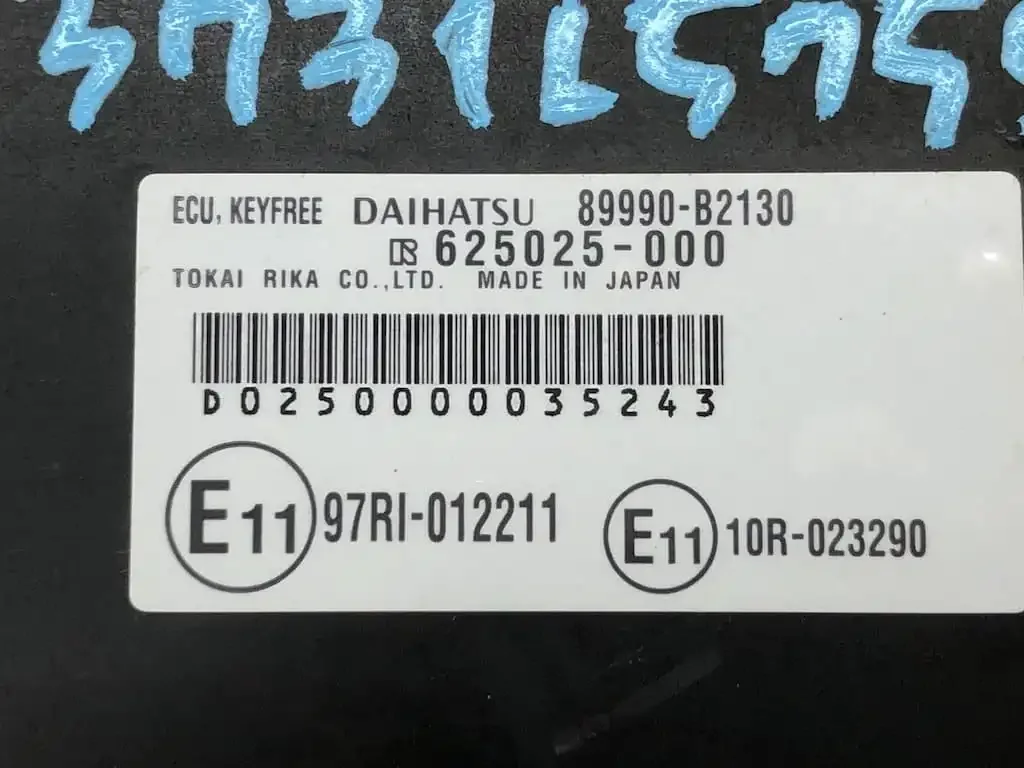 ECU, KEYFREE DAIHATSU 89990-B2130
625025-000
TOKAI RIKA CO.,LTD. MADE IN JAPAN
D0250000035243
E11 97RI-012211
E11 10R-023290